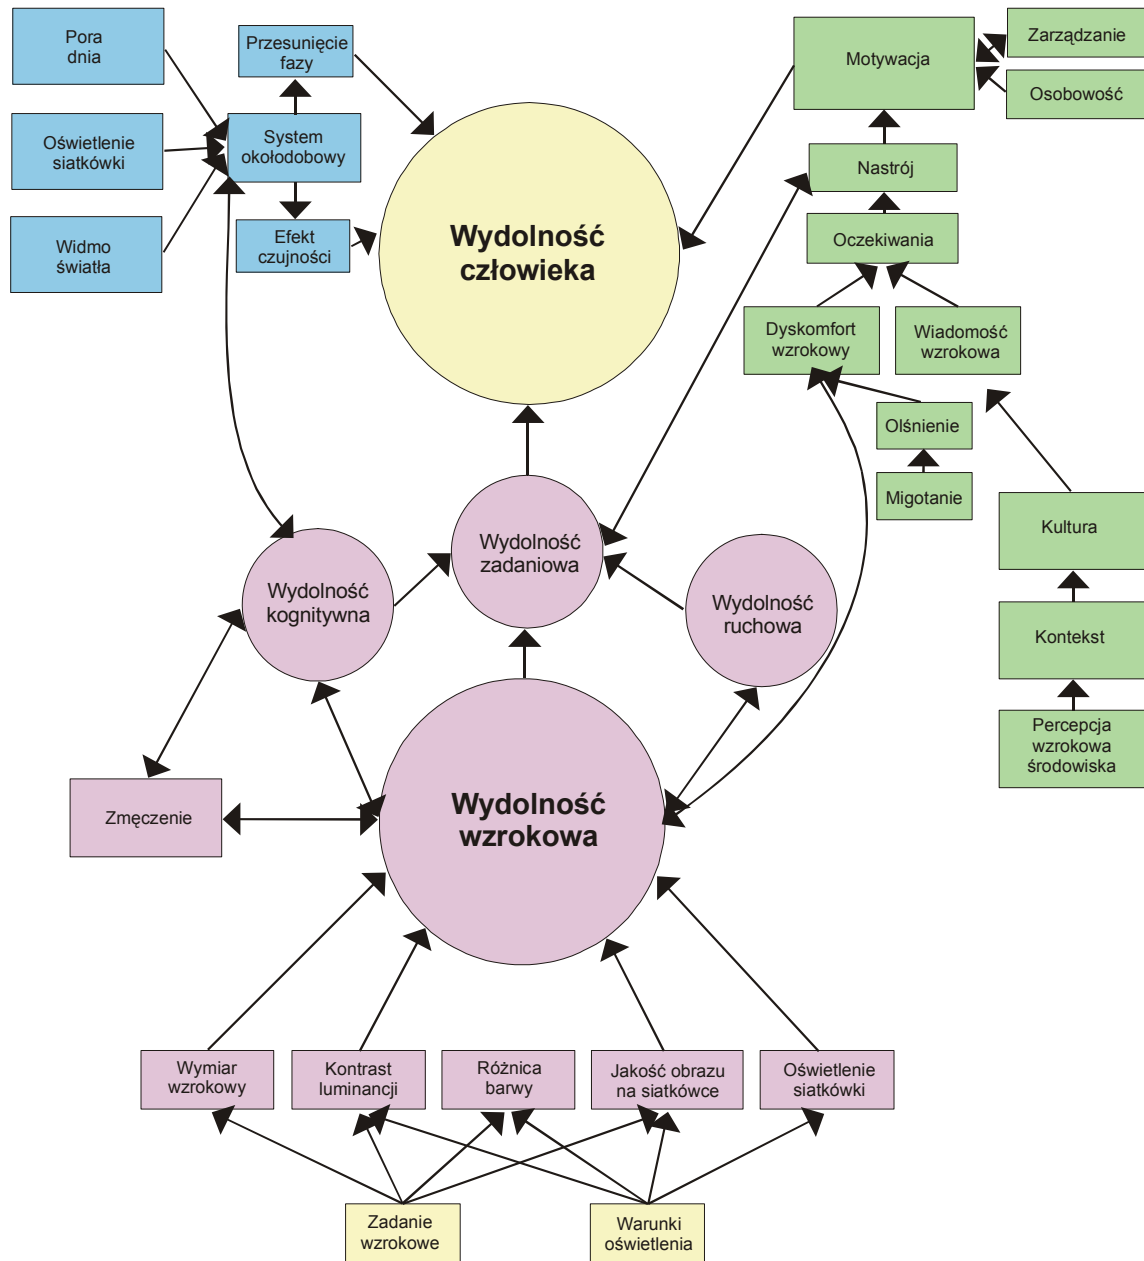 Pora
dnia
Przesunięcie
fazy
Motywacja
Zarządzanie
Osobowość
Oświetlenie
siatkówki
System
okołodobowy
Nastrój
Widmo
światła
Efekt
czujności
Wydolność
człowieka
Oczekiwania
Dyskomfort
wzrokowy
Wiadomość
wzrokowa
Olśnienie
Migotanie
Kultura
Wydolność
zadaniowa
Wydolność
kognitywna
Wydolność
ruchowa
Kontekst
Percepcja
wzrokowa
środowiska
Zmęczenie
Wydolność
wzrokowa
Wymiar
wzrokowy
Kontrast
luminancji
Różnica
barwy
Jakość obrazu
na siatkówce
Oświetlenie
siatkówki
Zadanie
wzrokowe
Warunki
oświetlenia